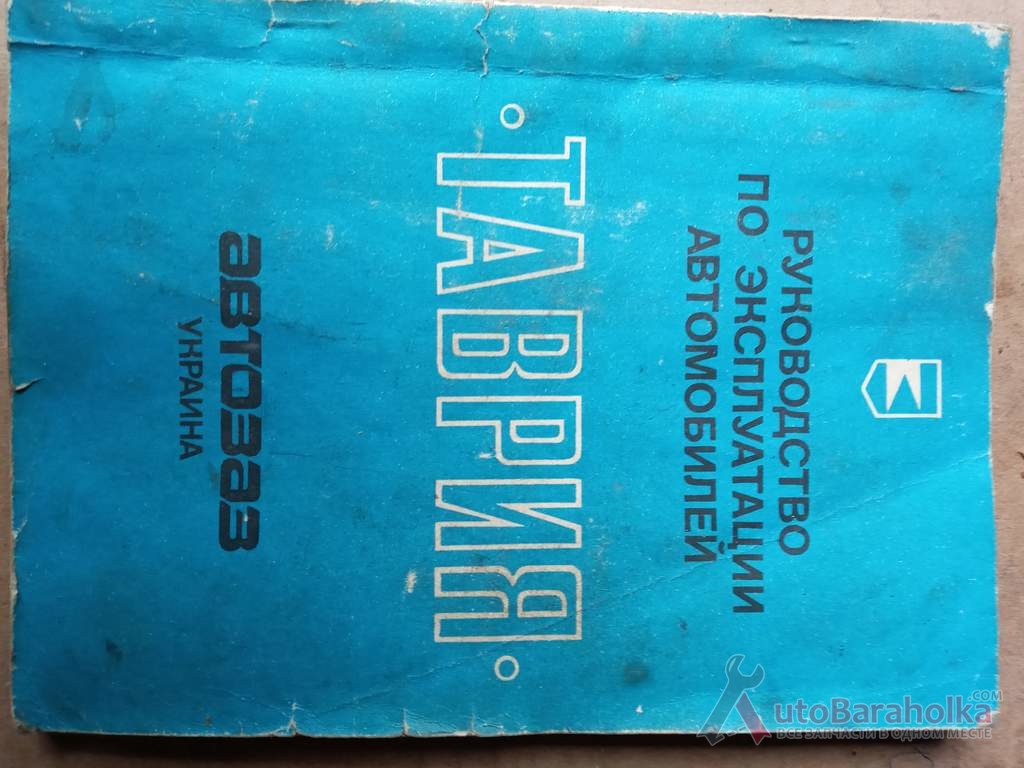 РУКОВОДСТВО
ПО ЭКСПЛУАТАЦИИ
АВТОМОБИЛЕЙ
•ТАВРИЯ•
автозаз
УКРАИНА
AutoBaraholka.COM
ВСЕ ЗАПЧАСТИ В ОДНОМ МЕСТЕ